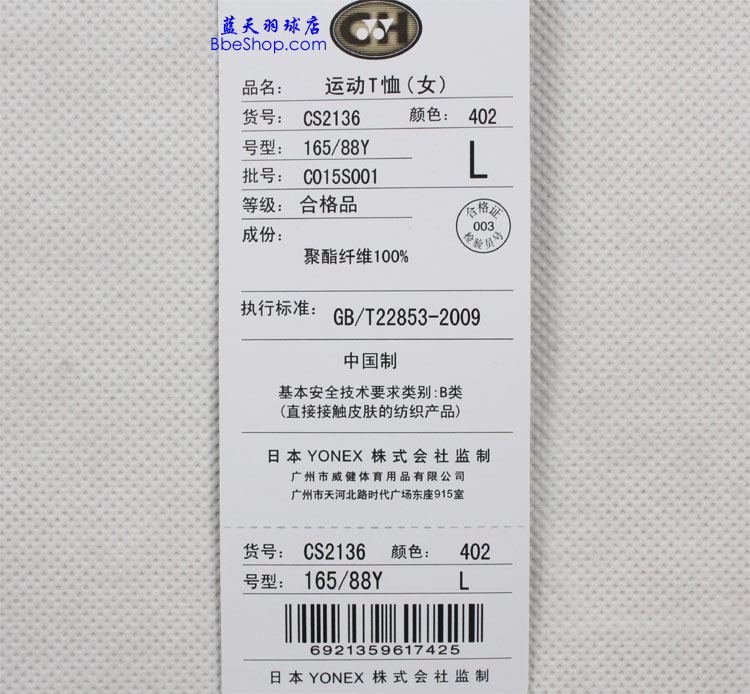 蓝天羽球店
BbeShop.com
CH
品名: 运动T恤(女)
货号: CS2136 颜色: 402
号型: 165/88Y L
批号: C015S001
等级: 合格品
合格证
003
检验员号
成份:
聚酯纤维100%
执行标准: GB/T22853-2009
中国制
基本安全技术要求类别:B类
(直接接触皮肤的纺织产品)
日本YONEX 株式会社监制
广州市威健体育用品有限公司
广州市天河北路时代广场东座915室
货号: CS2136 颜色: 402
号型: 165/88Y L
6921359617425
日本YONEX 株式会社监制